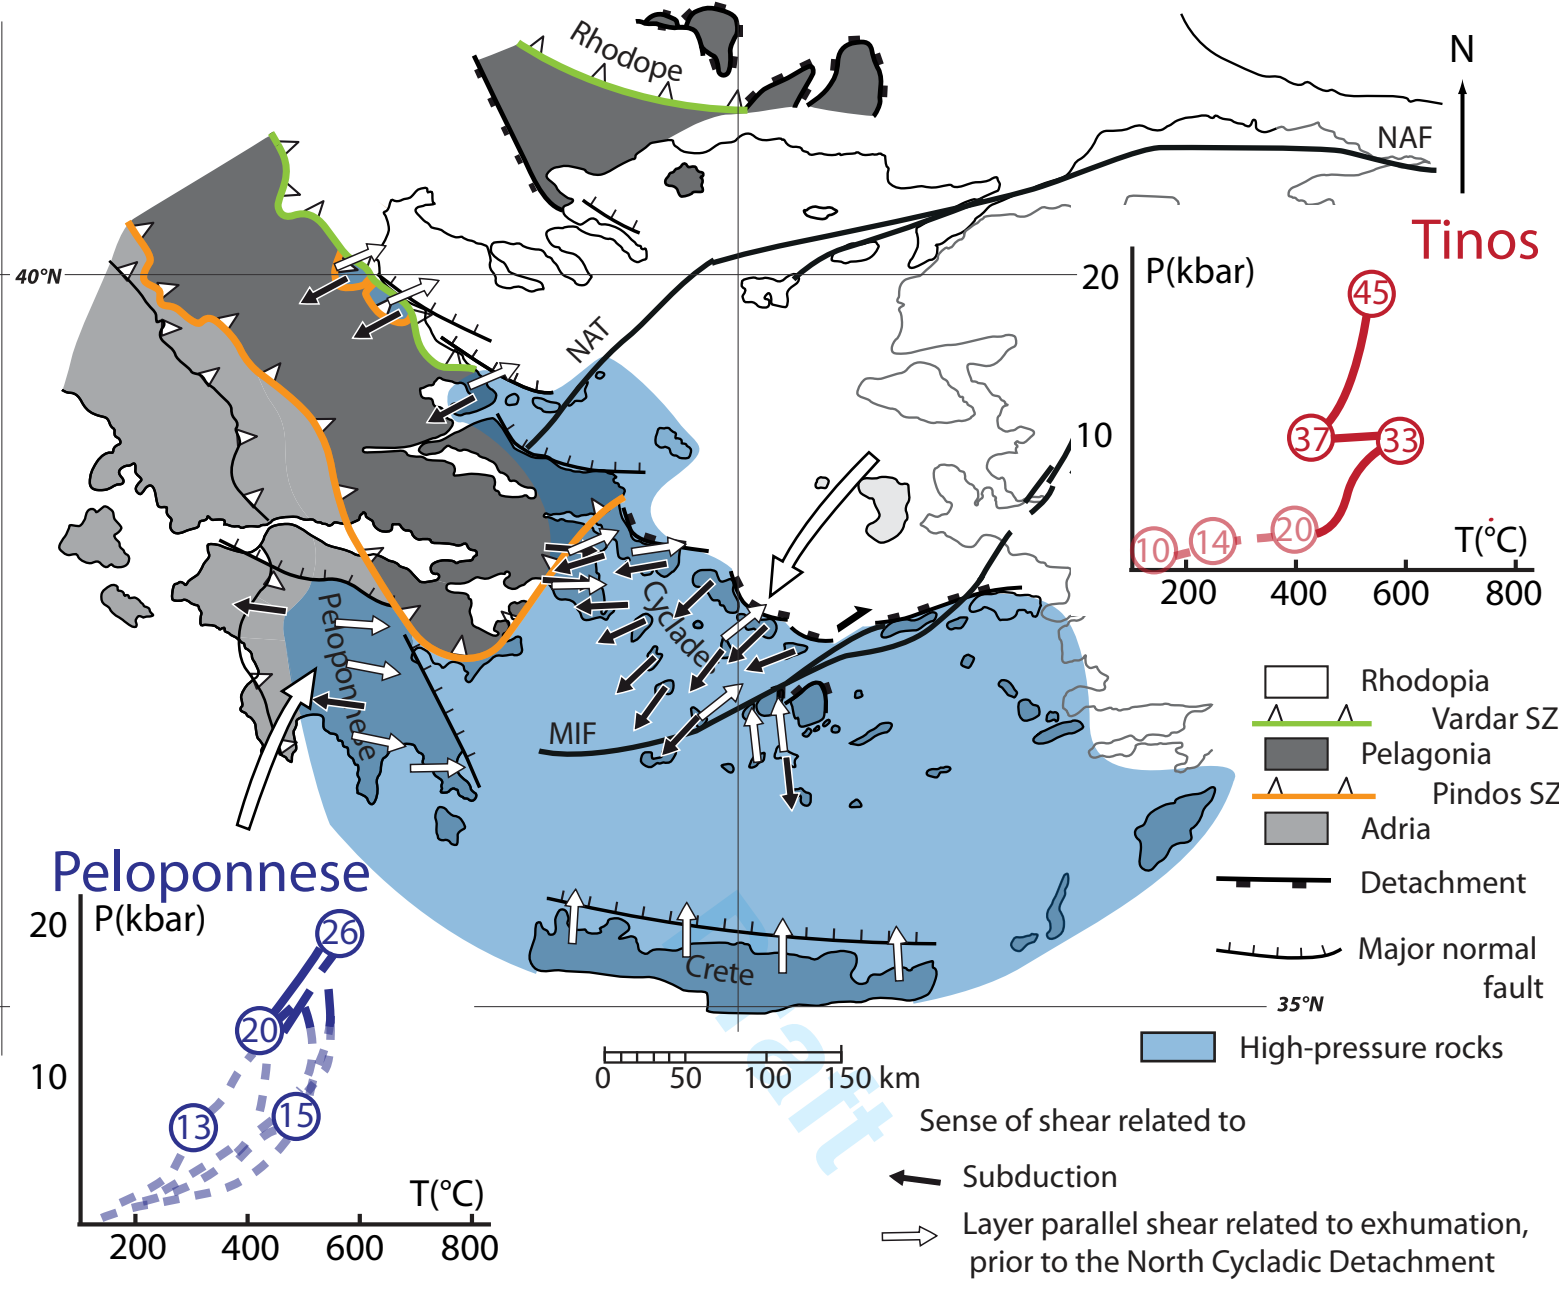 Rhodope
N
NAF
40°N
NAT
Tinos
20
P(kbar)
45
10
37
33
10
14
20
T(°C)
200
400
600
800
Cyclades
Peloponnese
MIF
Rhodopia
Vardar SZ
Pelagonia
Pindos SZ
Adria
Detachment
Major normal
fault
High-pressure rocks
Crete
35°N
Peloponnese
20
P(kbar)
26
20
10
13
15
T(°C)
200
400
600
800
0
50
100
150 km
Draft
Sense of shear related to
Subduction
Layer parallel shear related to exhumation,
prior to the North Cycladic Detachment